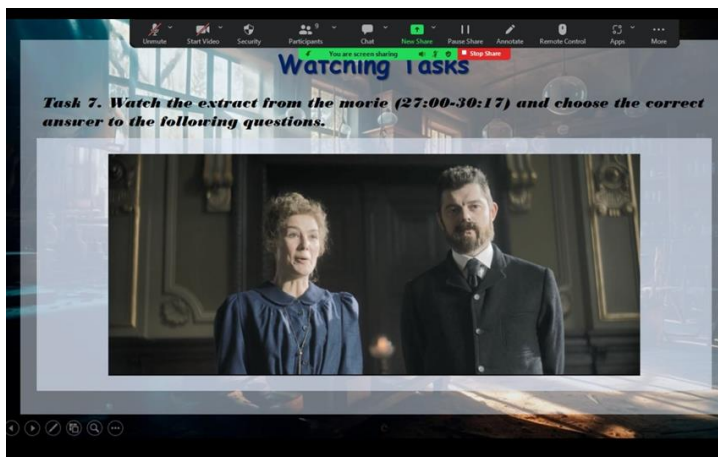 9
Unmute Start Video Security Participants Chat New Share Pause Share Annotate Remote Control Apps More
You are screen sharing Stop Share
Watching Tasks
Task 7. Watch the extract from the movie (27:00-30:17) and choose the correct
answer to the following questions.